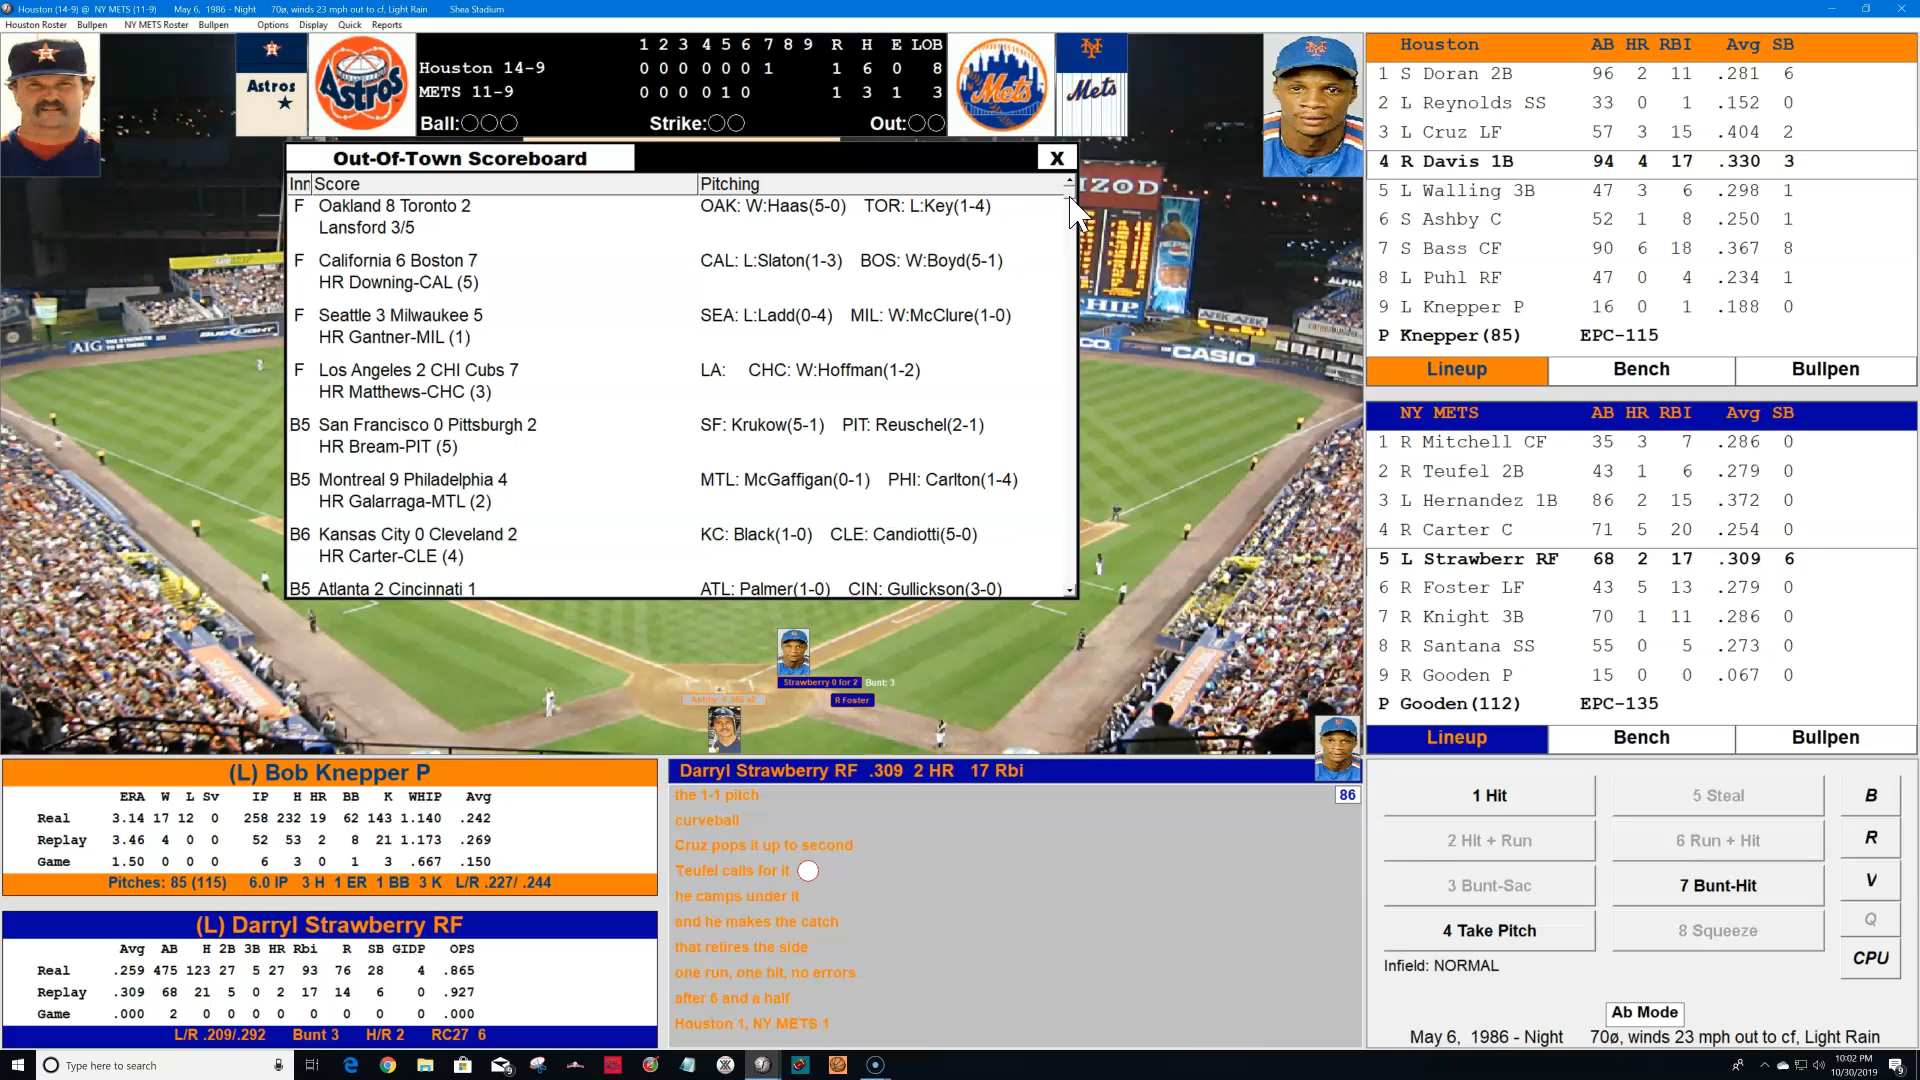 Houston (14-9) @ NY METS (11-9) May 6, 1986 - Night 70ø, winds 23 mph out to cf, Light Rain Shea Stadium
Houston Roster Bullpen NY METS Roster Bullpen Options Display Quick Reports
Astros
Astros
1 2 3 4 5 6 7 8 9 R H E LOB
Houston 14-9 0 0 0 0 0 0 1 1 6 0 8
METS 11-9 0 0 0 0 1 0 1 3 1 3
Ball: Strike: Out:
Mets
Mets
Out-Of-Town Scoreboard X
Inn Score Pitching
F Oakland 8 Toronto 2 OAK: W:Haas(5-0) TOR: L:Key(1-4)
Lansford 3/5
F California 6 Boston 7 CAL: L:Slaton(1-3) BOS: W:Boyd(5-1)
HR Downing-CAL (5)
F Seattle 3 Milwaukee 5 SEA: L:Ladd(0-4) MIL: W:McClure(1-0)
HR Gantner-MIL (1)
F Los Angeles 2 CHI Cubs 7 LA: CHC: W:Hoffman(1-2)
HR Matthews-CHC (3)
B5 San Francisco 0 Pittsburgh 2 SF: Krukow(5-1) PIT: Reuschel(2-1)
HR Bream-PIT (5)
B5 Montreal 9 Philadelphia 4 MTL: McGaffigan(0-1) PHI: Carlton(1-4)
HR Galarraga-MTL (2)
B6 Kansas City 0 Cleveland 2 KC: Black(1-0) CLE: Candiotti(5-0)
HR Carter-CLE (4)
B5 Atlanta 2 Cincinnati 1 ATL: Palmer(1-0) CIN: Gullickson(3-0)
IZOD
AIG
CASIO
AZEK AZEK
Strawberry 0 for 2 Bunt: 3
R Foster
Houston AB HR RBI Avg SB
1 S Doran 2B 96 2 11 .281 6
2 L Reynolds SS 33 0 1 .152 0
3 L Cruz LF 57 3 15 .404 2
4 R Davis 1B 94 4 17 .330 3
5 L Walling 3B 47 3 6 .298 1
6 S Ashby C 52 1 8 .250 1
7 S Bass CF 90 6 18 .367 8
8 L Puhl RF 47 0 4 .234 1
9 L Knepper P 16 0 1 .188 0
P Knepper(85) EPC-115
Lineup Bench Bullpen
NY METS AB HR RBI Avg SB
1 R Mitchell CF 35 3 7 .286 0
2 R Teufel 2B 43 1 6 .279 0
3 L Hernandez 1B 86 2 15 .372 0
4 R Carter C 71 5 20 .254 0
5 L Strawberr RF 68 2 17 .309 6
6 R Foster LF 43 5 13 .279 0
7 R Knight 3B 70 1 11 .286 0
8 R Santana SS 55 0 5 .273 0
9 R Gooden P 15 0 0 .067 0
P Gooden(112) EPC-135
Lineup Bench Bullpen
(L) Bob Knepper P
ERA W L Sv IP H HR BB K WHIP Avg
Real 3.14 17 12 0 258 232 19 62 143 1.140 .242
Replay 3.46 4 0 0 52 53 2 8 21 1.173 .269
Game 1.50 0 0 0 6 3 0 1 3 .667 .150
Pitches: 85 (115) 6.0 IP 3 H 1 ER 1 BB 3 K L/R .227/ .244
(L) Darryl Strawberry RF
Avg AB H 2B 3B HR Rbi R SB GIDP OPS
Real .259 475 123 27 5 27 93 76 28 4 .865
Replay .309 68 21 5 0 2 17 14 6 0 .927
Game .000 2 0 0 0 0 0 0 0 0 .000
L/R .209/.292 Bunt 3 H/R 2 RC27 6
Darryl Strawberry RF .309 2 HR 17 Rbi
86
the 1-1 pitch
curveball
Cruz pops it up to second
Teufel calls for it
he camps under it
and he makes the catch
that retires the side
one run, one hit, no errors
after 6 and a half
Houston 1, NY METS 1
1 Hit 5 Steal B
2 Hit + Run 6 Run + Hit R
3 Bunt-Sac 7 Bunt-Hit V
4 Take Pitch 8 Squeeze Q
CPU
Infield: NORMAL
Ab Mode
May 6, 1986 - Night 70ø, winds 23 mph out to cf, Light Rain
Type here to search
10:02 PM
10/30/2019